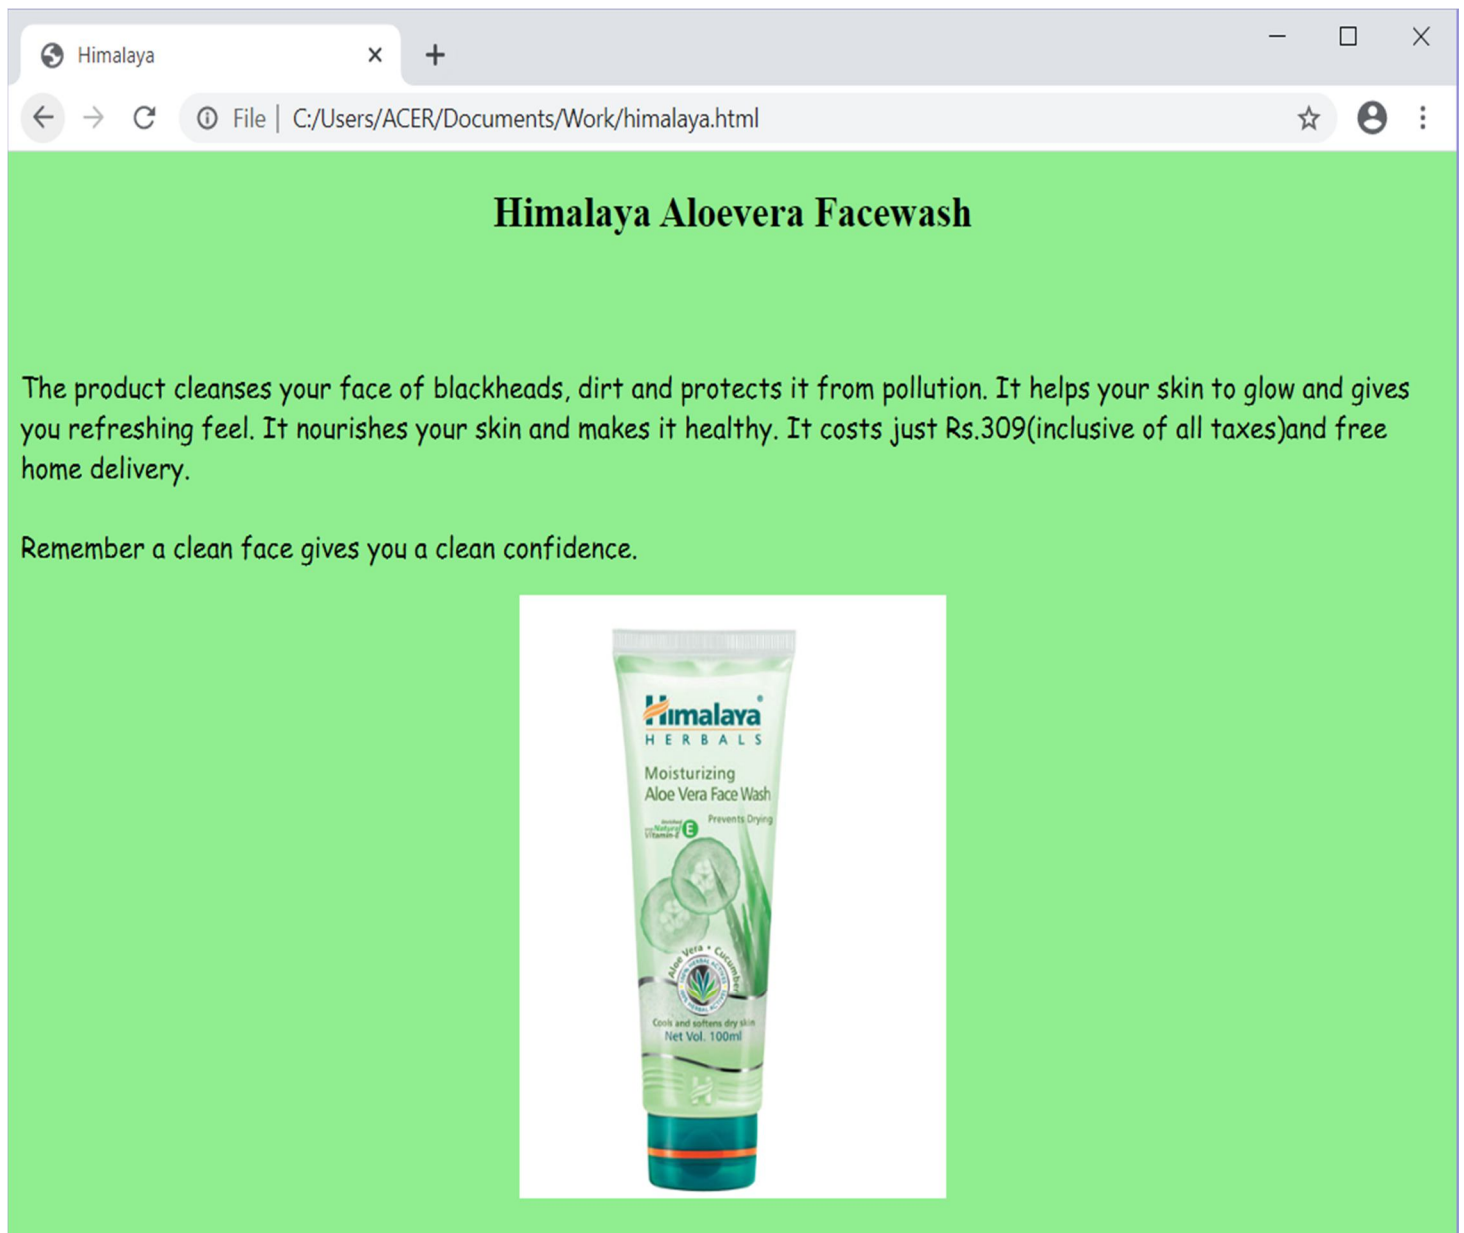 Himalaya
File | C:/Users/ACER/Documents/Work/himalaya.html
Himalaya Aloevera Facewash
The product cleanses your face of blackheads, dirt and protects it from pollution. It helps your skin to glow and gives
you refreshing feel. It nourishes your skin and makes it healthy. It costs just Rs.309(inclusive of all taxes)and free
home delivery.
Remember a clean face gives you a clean confidence.
Himalaya®
HERBALS
Moisturizing
Aloe Vera Face Wash
Prevents Drying
Natural
Vitamin-E
E
Aloe Vera • Cucumber
Cools and softens dry skin
Net Vol. 100ml